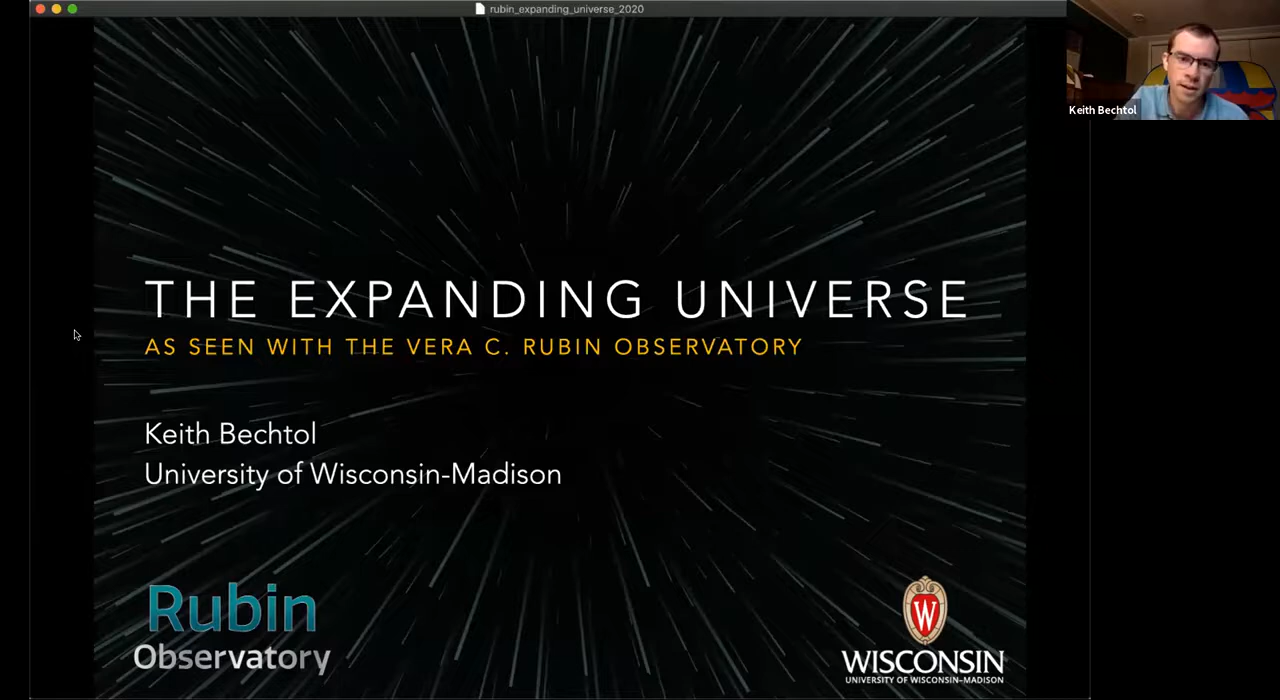 rubin_expanding_universe_2020
Keith Bechtol
THE EXPANDING UNIVERSE
AS SEEN WITH THE VERA C. RUBIN OBSERVATORY
Keith Bechtol
University of Wisconsin-Madison
Rubin
Observatory
W
WISCONSIN
UNIVERSITY OF WISCONSIN–MADISON